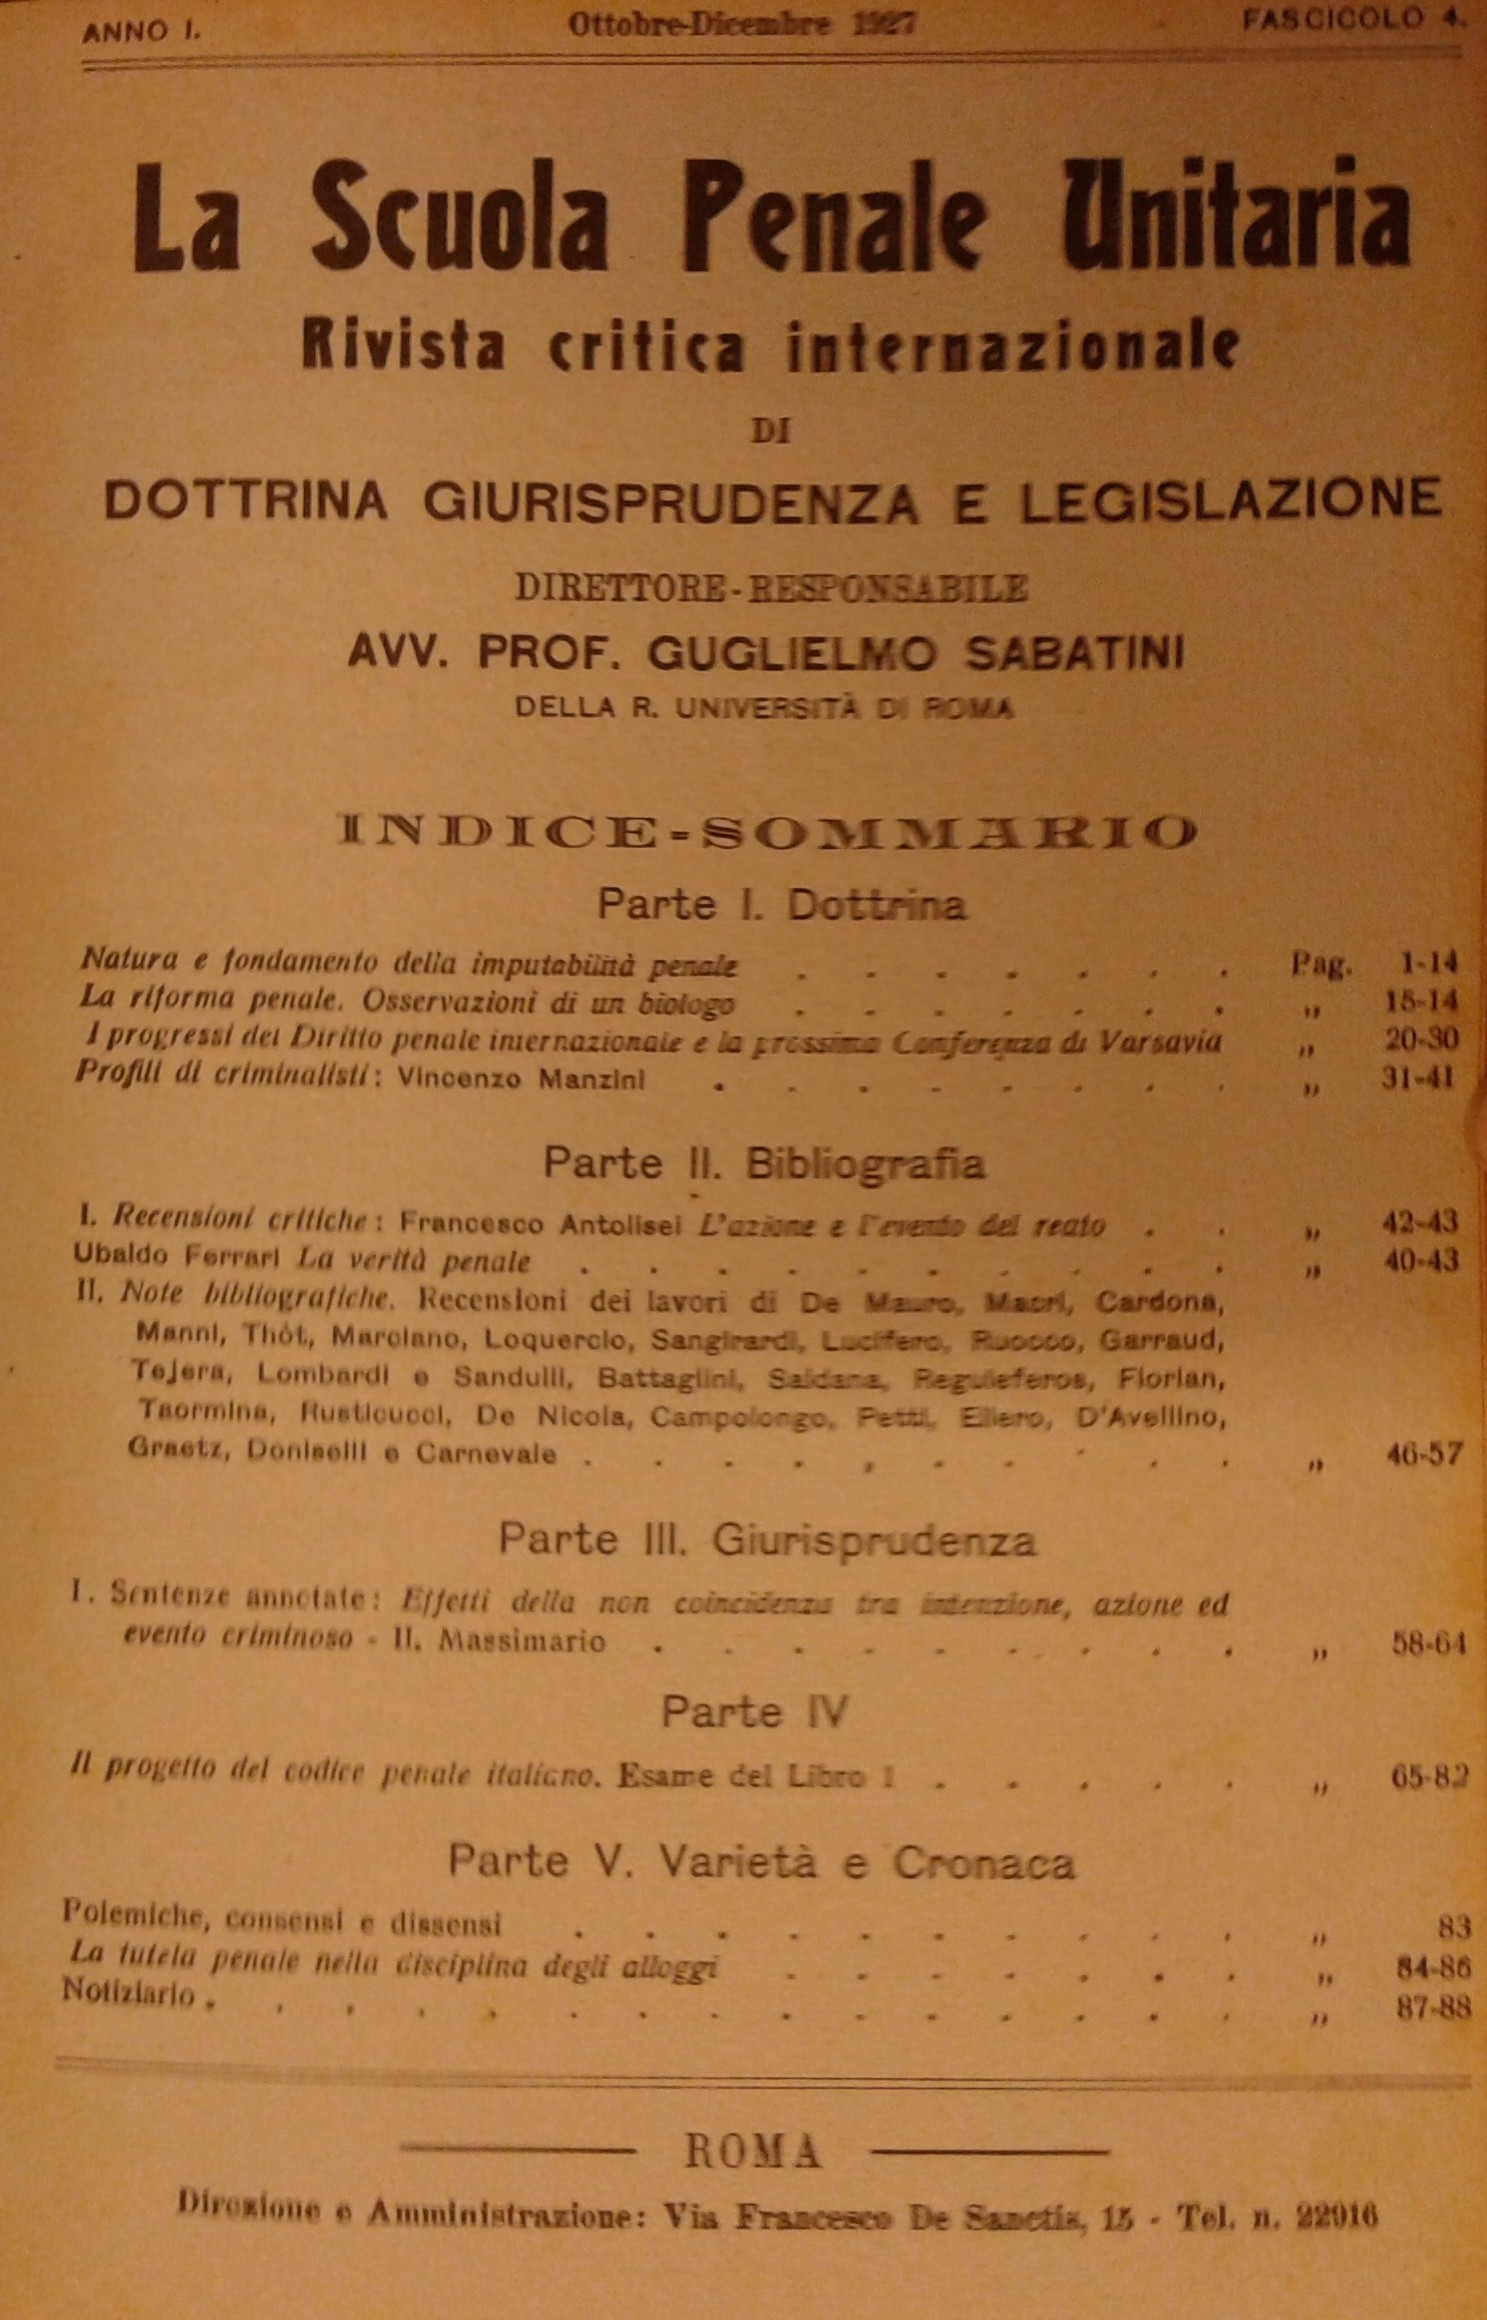 ANNO I. Ottobre-Dicembre 1927 FASCICOLO 4.
La Scuola Penale Unitaria
Rivista critica internazionale
DI
DOTTRINA GIURISPRUDENZA E LEGISLAZIONE
DIRETTORE-RESPONSABILE
AVV. PROF. GUGLIELMO SABATINI
DELLA R. UNIVERSITÀ DI ROMA
INDICE-SOMMARIO
Parte I. Dottrina
Natura e fondamento della imputabilità penale . . . . . . . Pag. 1-14
La riforma penale. Osservazioni di un biologo . . . . . . . „ 15-14
I progressi del Diritto penale internazionale e la prossima Conferenza di Varsavia „ 20-30
Profili di criminalisti: Vincenzo Manzini . . . . . . . . „ 31-41
Parte II. Bibliografia
I. Recensioni critiche: Francesco Antolisei L'azione e l'evento del reato . . „ 42-43
Ubaldo Ferrari La verità penale . . . . . . . . . . „ 40-43
II. Note bibliografiche. Recensioni dei lavori di De Mauro, Macri, Cardona,
Manni, Thòt, Marciano, Loquercio, Sangirardi, Lucifero, Ruocco, Garraud,
Tejera, Lombardi e Sandulli, Battaglini, Saldana, Reguieferos, Florian,
Taormina, Rusticucci, De Nicola, Campolongo, Petti, Ellero, D'Avellino,
Graetz, Doniselli e Carnevale . . . . . . . . . . „ 46-57
Parte III. Giurisprudenza
I. Sentenze annotate: Effetti della non coincidenza tra intenzione, azione ed
evento criminoso - II. Massimario . . . . . . . . . „ 58-64
Parte IV
Il progetto del codice penale italiano. Esame del Libro I . . . . . „ 65-82
Parte V. Varietà e Cronaca
Polemiche, consensi e dissensi . . . . . . . . . . „ 83
La tutela penale nella disciplina degli alloggi . . . . . . . „ 84-86
Notiziario . . . . . . . . . . . . . . . „ 87-88
ROMA
Direzione e Amministrazione: Via Francesco De Sanctis, 15 - Tel. n. 22916